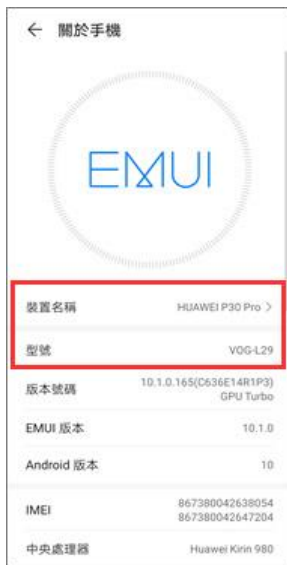 ← 關於手機
EMUI
裝置名稱 HUAWEI P30 Pro >
型號 VOG-L29
版本號碼 10.1.0.165(C636E14R1P3)
GPU Turbo
EMUI 版本 10.1.0
Android 版本 10
IMEI 867380042638054
867380042647204
中央處理器 Huawei Kirin 980